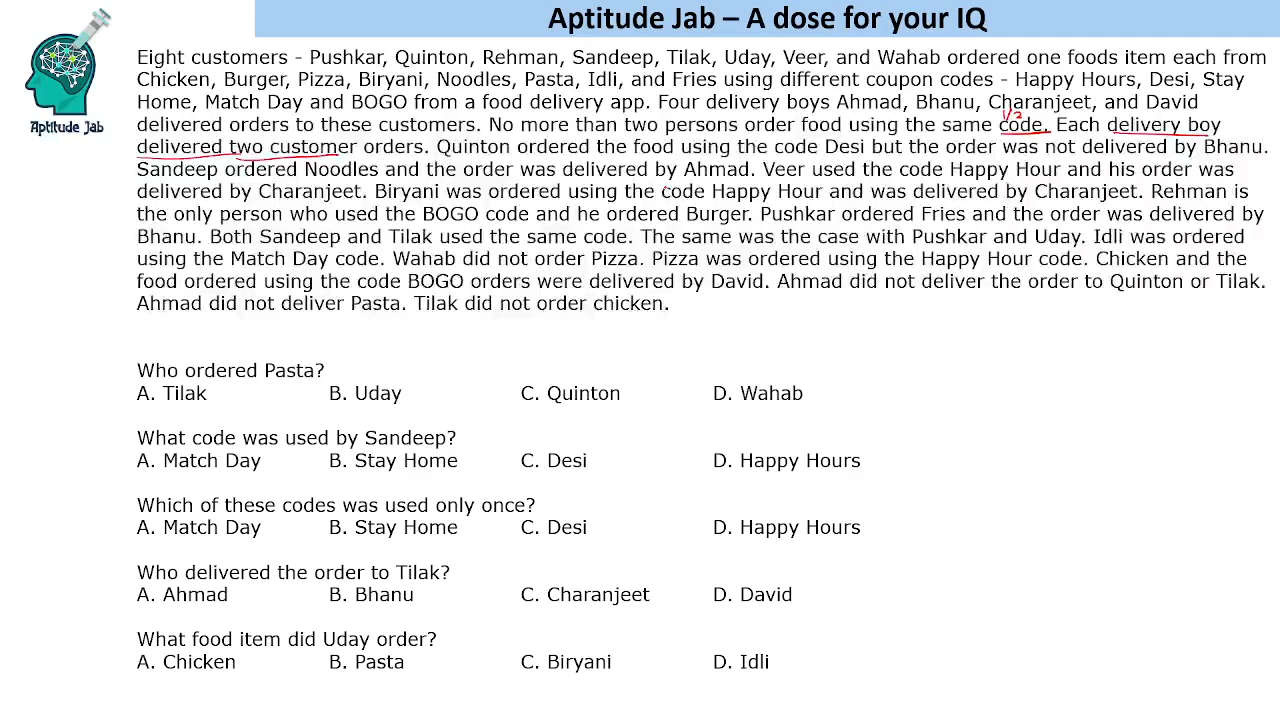 Aptitude Jab – A dose for your IQ
Aptitude Jab
Eight customers - Pushkar, Quinton, Rehman, Sandeep, Tilak, Uday, Veer, and Wahab ordered one foods item each from
Chicken, Burger, Pizza, Biryani, Noodles, Pasta, Idli, and Fries using different coupon codes - Happy Hours, Desi, Stay
Home, Match Day and BOGO from a food delivery app. Four delivery boys Ahmad, Bhanu, Charanjeet, and David
1/2
delivered orders to these customers. No more than two persons order food using the same code. Each delivery boy
delivered two customer orders. Quinton ordered the food using the code Desi but the order was not delivered by Bhanu.
Sandeep ordered Noodles and the order was delivered by Ahmad. Veer used the code Happy Hour and his order was
delivered by Charanjeet. Biryani was ordered using the code Happy Hour and was delivered by Charanjeet. Rehman is
the only person who used the BOGO code and he ordered Burger. Pushkar ordered Fries and the order was delivered by
Bhanu. Both Sandeep and Tilak used the same code. The same was the case with Pushkar and Uday. Idli was ordered
using the Match Day code. Wahab did not order Pizza. Pizza was ordered using the Happy Hour code. Chicken and the
food ordered using the code BOGO orders were delivered by David. Ahmad did not deliver the order to Quinton or Tilak.
Ahmad did not deliver Pasta. Tilak did not order chicken.
Who ordered Pasta?
A. Tilak B. Uday C. Quinton D. Wahab
What code was used by Sandeep?
A. Match Day B. Stay Home C. Desi D. Happy Hours
Which of these codes was used only once?
A. Match Day B. Stay Home C. Desi D. Happy Hours
Who delivered the order to Tilak?
A. Ahmad B. Bhanu C. Charanjeet D. David
What food item did Uday order?
A. Chicken B. Pasta C. Biryani D. Idli